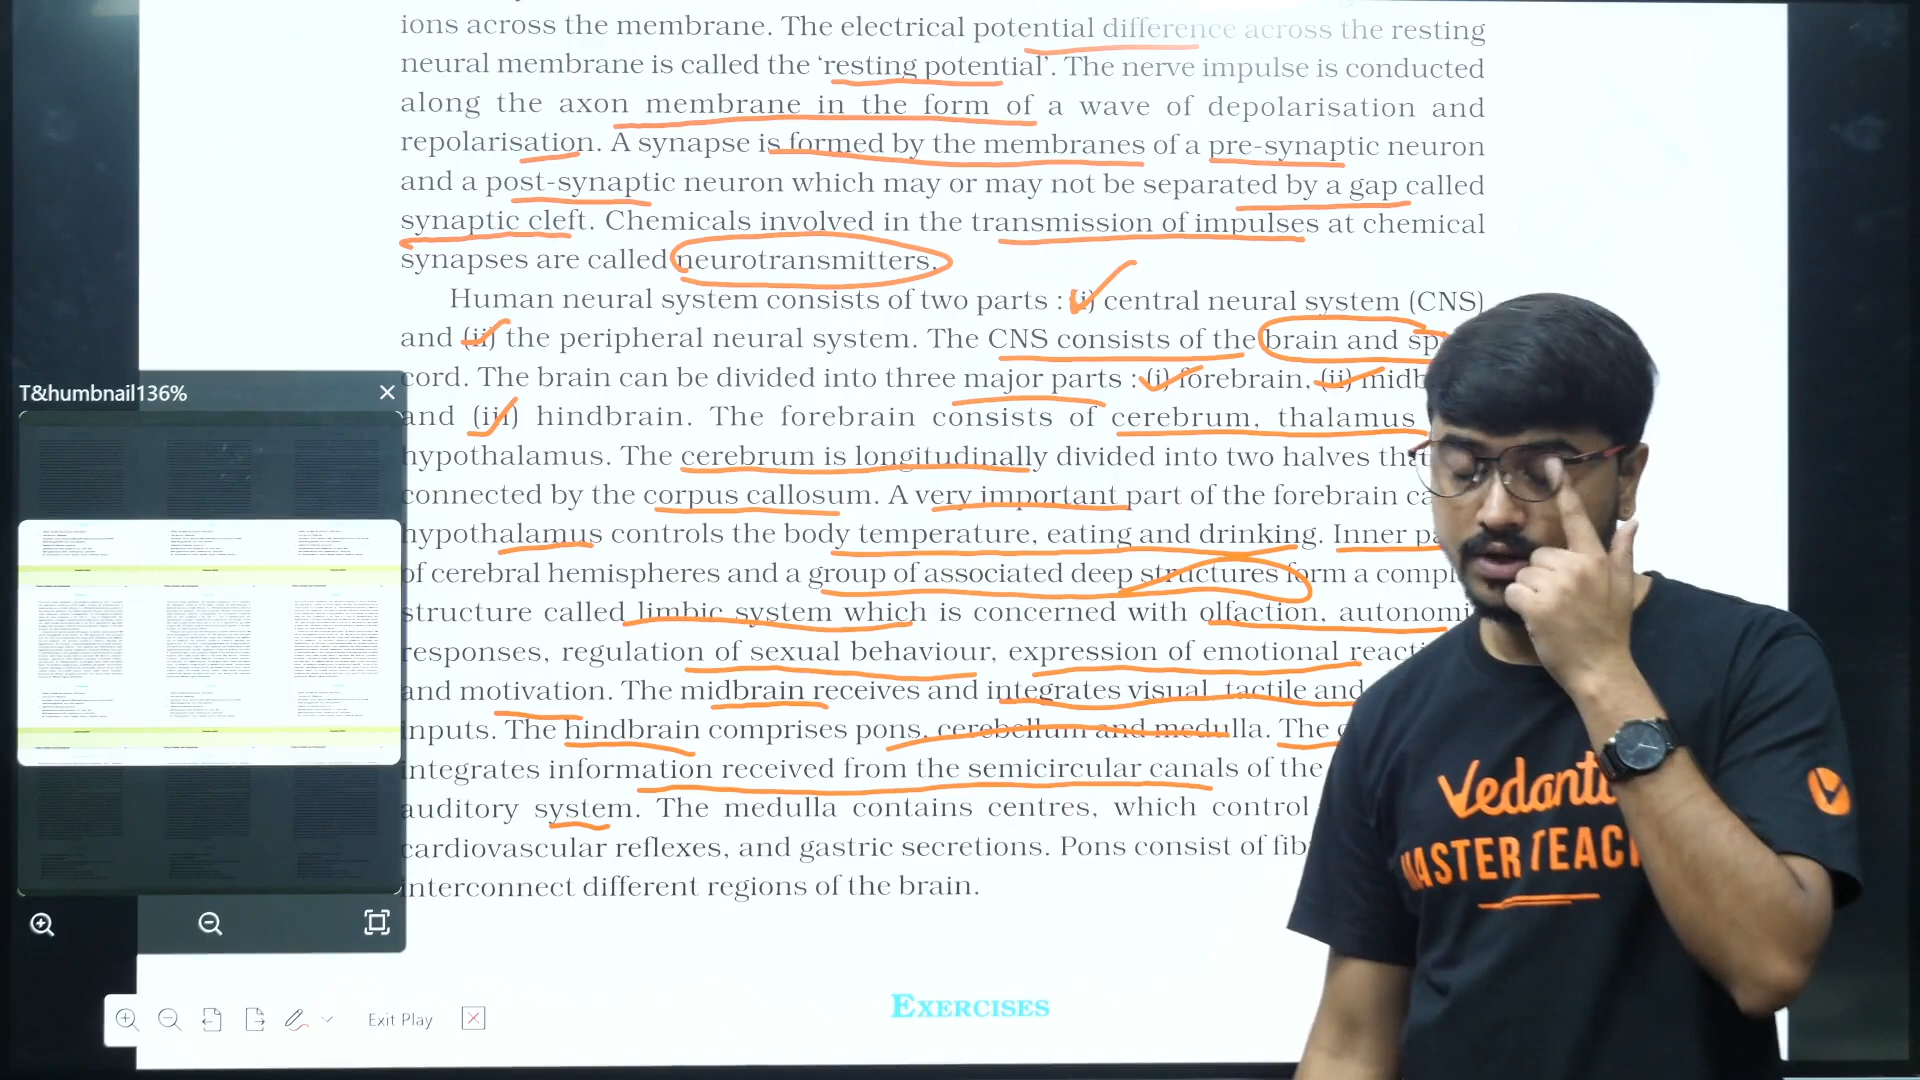 ions across the membrane. The electrical potential difference across the resting
neural membrane is called the ‘resting potential’. The nerve impulse is conducted
along the axon membrane in the form of a wave of depolarisation and
repolarisation. A synapse is formed by the membranes of a pre-synaptic neuron
and a post-synaptic neuron which may or may not be separated by a gap called
synaptic cleft. Chemicals involved in the transmission of impulses at chemical
synapses are called neurotransmitters.
Human neural system consists of two parts : (i) central neural system (CNS)
and (ii) the peripheral neural system. The CNS consists of the brain and
cord. The brain can be divided into three major parts : (i) forebrain, (ii)
and (iii) hindbrain. The forebrain consists of cerebrum, thalamus
hypothalamus. The cerebrum is longitudinally divided into two halves
connected by the corpus callosum. A very important part of the forebrain
hypothalamus controls the body temperature, eating and drinking. Inner
of cerebral hemispheres and a group of associated deep structures form a
structure called limbic system which is concerned with olfaction,
responses, regulation of sexual behaviour, expression of emotional
and motivation. The midbrain receives and integrates visual, tactile and
inputs. The hindbrain comprises pons, cerebellum and medulla. The
integrates information received from the semicircular canals of the
auditory system. The medulla contains centres, which control
cardiovascular reflexes, and gastric secretions. Pons consist of
interconnect different regions of the brain.
EXERCISES
T&humbnail136%
Exit Play
MASTER